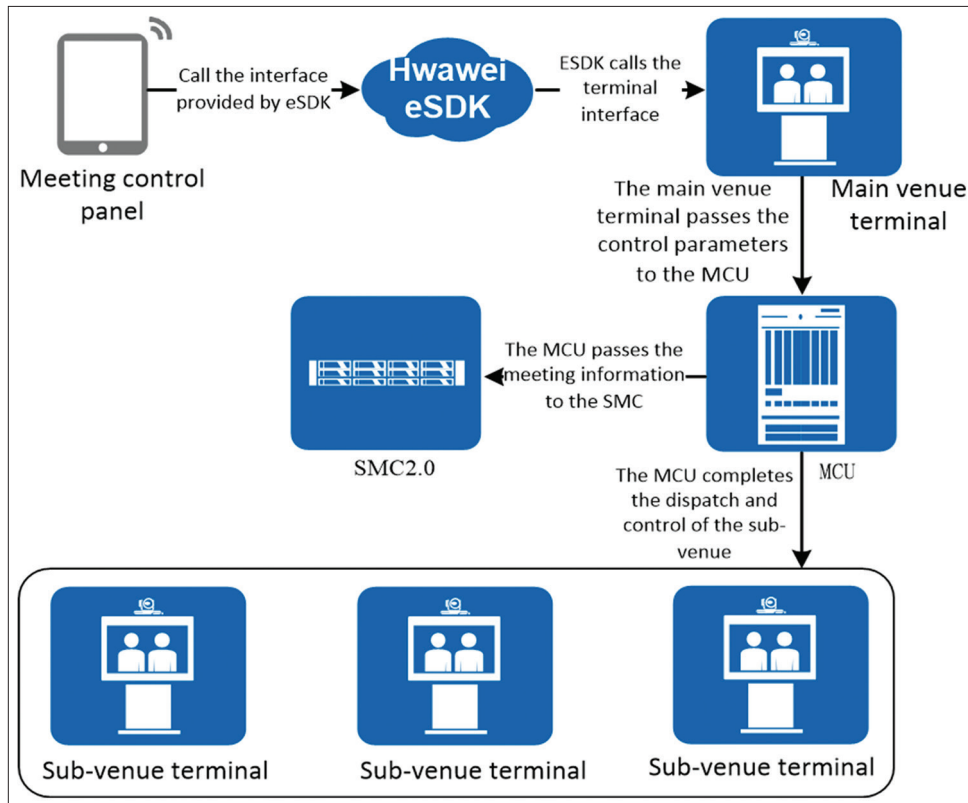 Call the interface
provided by eSDK
Hwawei
eSDK
ESDK calls the
terminal
interface
Meeting control
panel
Main venue
terminal
The main venue
terminal passes the
control parameters
to the MCU
The MCU passes the
meeting information
to the SMC
SMC2.0
MCU
The MCU completes
the dispatch and
control of the sub-
venue
Sub-venue terminal
Sub-venue terminal
Sub-venue terminal